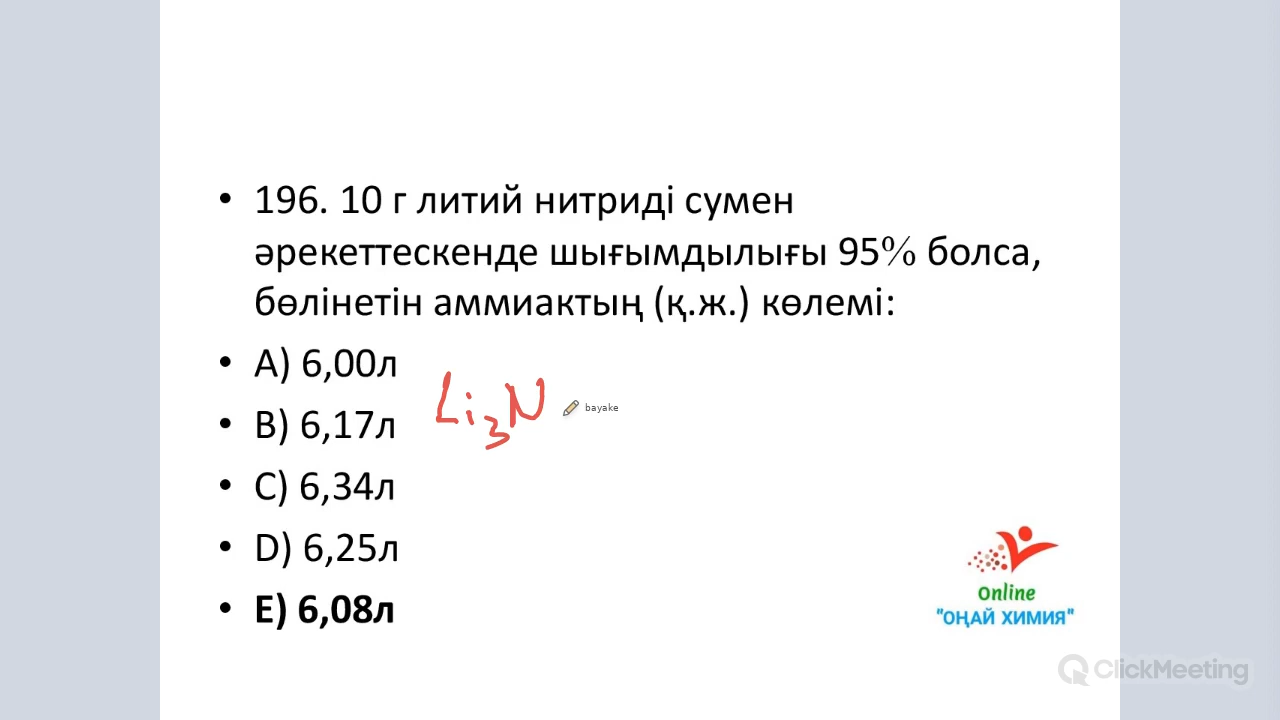 • 196. 10 г литий нитриді сумен
әрекеттескенде шығымдылығы 95% болса,
бөлінетін аммиактың (қ.ж.) көлемі:
• A) 6,00л
• B) 6,17л
Li₃N
bayake
• C) 6,34л
• D) 6,25л
• E) 6,08л
Online
"ОҢАЙ ХИМИЯ"
ClickMeeting